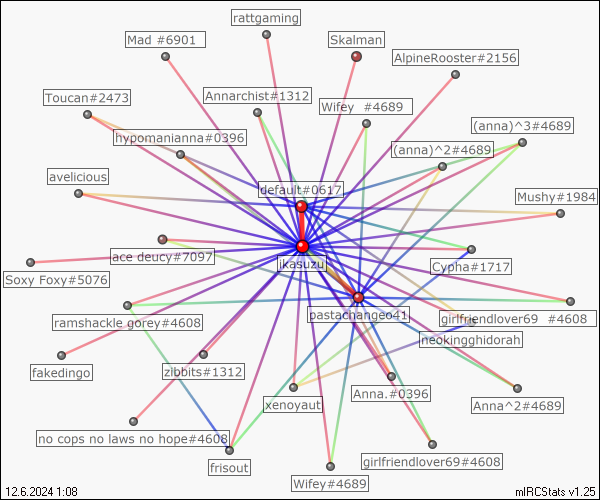 rattgaming
Mad #6901
Skalman
AlpineRooster#2156
Toucan#2473
Annarchist#1312
Wifey #4689
(anna)^3#4689
hypomanianna#0396
(anna)^2#4689
avelicious
default#0617
Mushy#1984
ace deucy#7097
ikasuzu
Cypha#1717
Soxy Foxy#5076
ramshackle gorey#4608
pastachange641
girlfriendlover69 #4608
neokingghidorah
fakedingo
zibbits#1312
Anna.#0396
xenoyaut
Anna^2#4689
no cops no laws no hope#4608
frisout
girlfriendlover69#4608
Wifey#4689
12.6.2024 1:08
mIRCStats v1.25